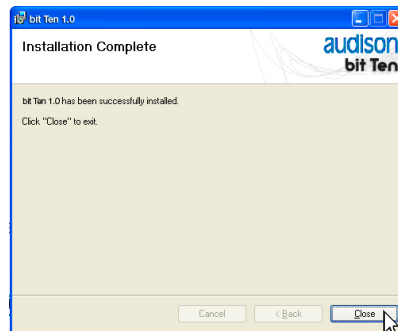 bit Ten 1.0
Installation Complete
audison
bit Ten
bit Ten 1.0 has been successfully installed.
Click "Close" to exit.
Cancel
< Back
Close